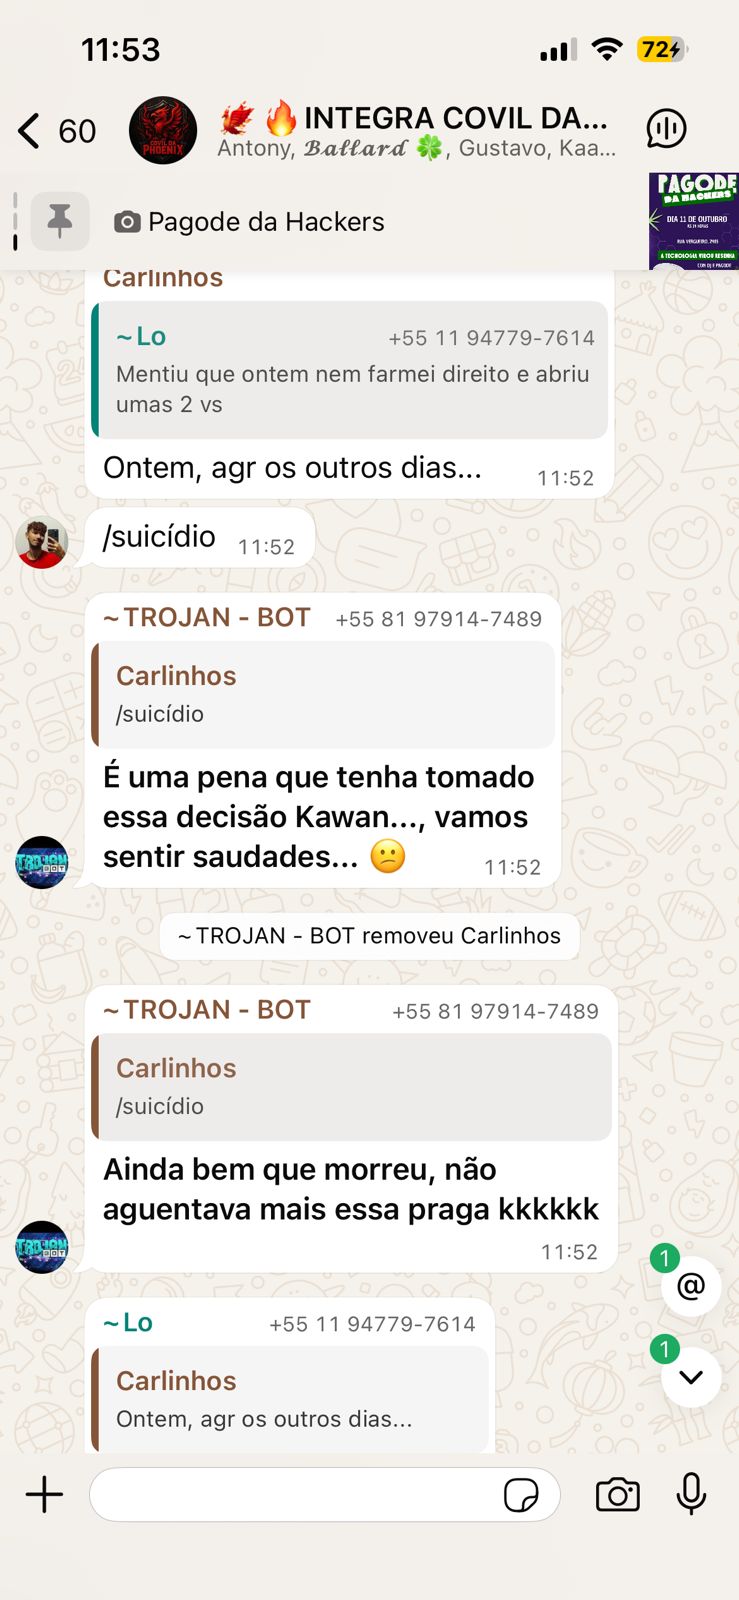 11:53
72
60
INTEGRA COVIL DA...
Antony, Ballard 🍀, Gustavo, Kaa...
COVIL DA
PHOENIX
Pagode da Hackers
PAGODE
DA HACKERS
DIA 11 DE OUTUBRO
RUA VERGUEIRO, 2485
A TECNOLOGIA VIROU RESENHA
COM DJ E PAGODE
Carlinhos
~Lo +55 11 94779-7614
Mentiu que ontem nem farmei direito e abriu
umas 2 vs
Ontem, agr os outros dias... 11:52
/suicídio 11:52
~TROJAN - BOT +55 81 97914-7489
Carlinhos
/suicídio
É uma pena que tenha tomado
essa decisão Kawan..., vamos
sentir saudades... 😕 11:52
TROJAN
BOT
~TROJAN - BOT removeu Carlinhos
~TROJAN - BOT +55 81 97914-7489
Carlinhos
/suicídio
Ainda bem que morreu, não
aguentava mais essa praga kkkkkk
11:52
TROJAN
BOT
1
@
~Lo +55 11 94779-7614
1
Carlinhos
Ontem, agr os outros dias...